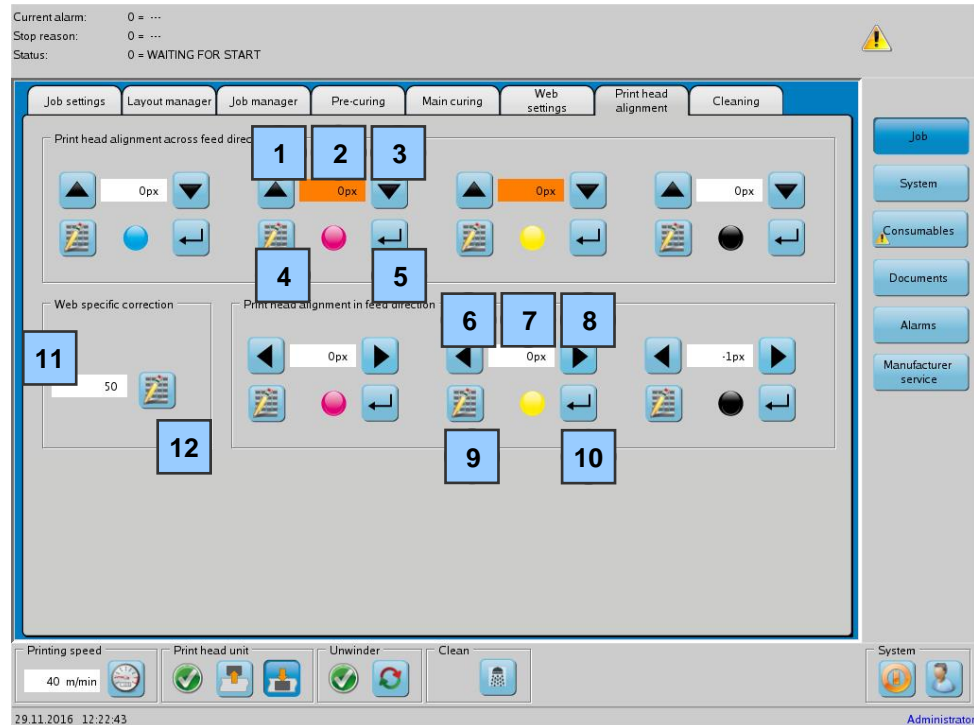 Current alarm: 0 = ---
Stop reason: 0 = ---
Status: 0 = WAITING FOR START
Job settings
Layout manager
Job manager
Pre-curing
Main curing
Web
settings
Print head
alignment
Cleaning
Print head alignment across feed direc
1
2
3
0px
0px
0px
0px
4
5
Web specific correction
11
50
12
Print head alignment in feed direction
6
7
8
0px
0px
-1px
9
10
Job
System
Consumables
Documents
Alarms
Manufacturer
service
Printing speed
40 m/min
Print head unit
Unwinder
Clean
System
29.11.2016 12:22:43
Administrator